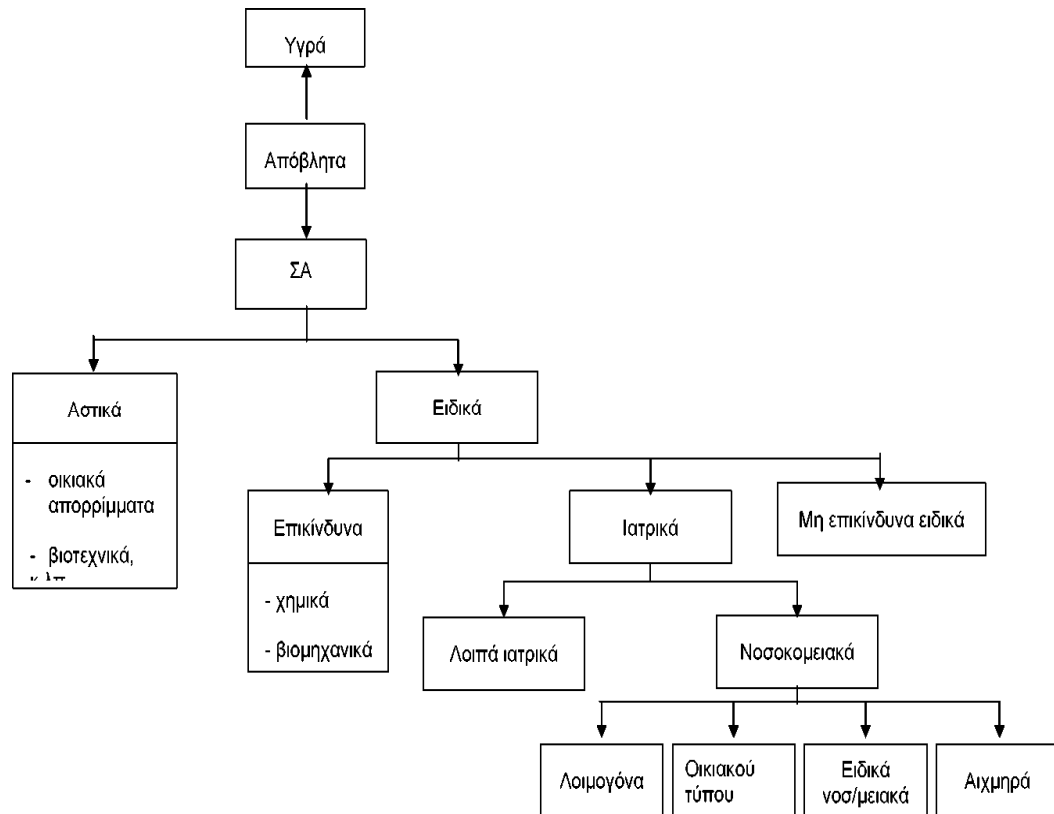 Υγρά
Απόβλητα
ΣΑ
Αστικά
- οικιακά
απορρίμματα
- βιοτεχνικά,
Ειδικά
Επικίνδυνα
- χημικά
- βιομηχανικά
Ιατρικά
Μη επικίνδυνα ειδικά
Λοιπά ιατρικά
Νοσοκομειακά
Λοιμογόνα
Οικιακού
τύπου
Ειδικά
νοσ/μειακά
Αιχμηρά